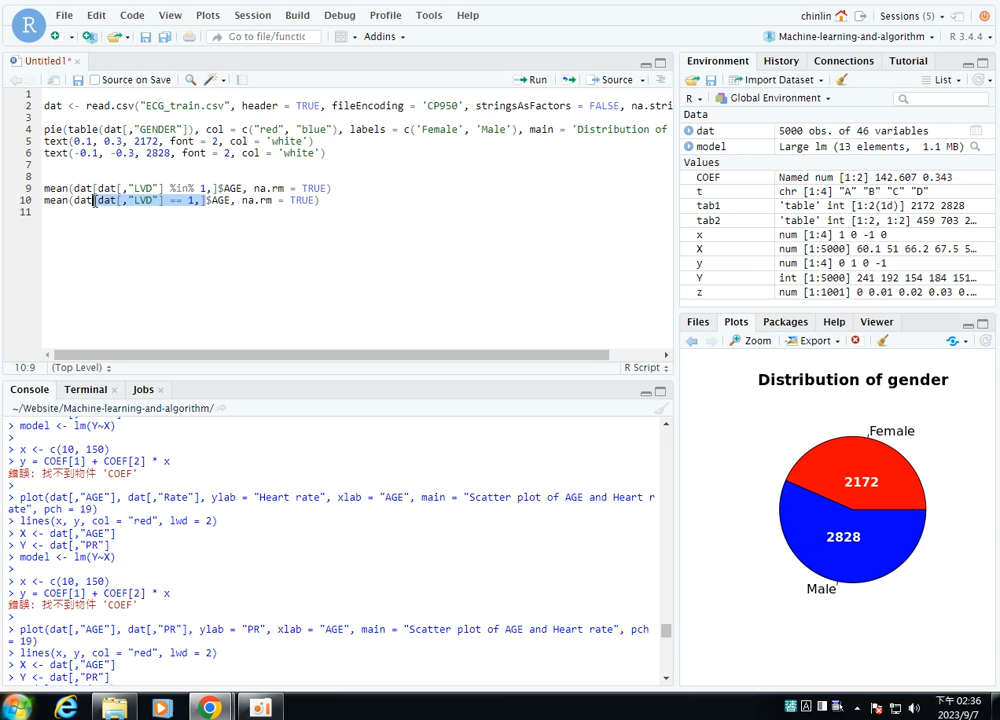 File Edit Code View Plots Session Build Debug Profile Tools Help
chinlin Sessions (5)
R
Go to file/functic Addins
Machine-learning-and-algorithm R 3.4.4
Untitled1* ×
Source on Save Run Source
1
2 dat <- read.csv("ECG_train.csv", header = TRUE, fileEncoding = 'CP950', stringsAsFactors = FALSE, na.stri
4 pie(table(dat[,"GENDER"]), col = c("red", "blue"), labels = c('Female', 'Male'), main = 'Distribution of
5 text(0.1, 0.3, 2172, font = 2, col = 'white')
6 text(-0.1, -0.3, 2828, font = 2, col = 'white')
7
8
9 mean(dat[dat[,"LVD"] %in% 1,]$AGE, na.rm = TRUE)
10 mean(dat[dat[,"LVD"] == 1,]$AGE, na.rm = TRUE)
11
10:9 (Top Level) R Script
Console Terminal × Jobs ×
~/Website/Machine-learning-and-algorithm/
> model <- lm(Y~X)
>
> x <- c(10, 150)
> y = COEF[1] + COEF[2] * x
錯誤: 找不到物件 'COEF'
>
> plot(dat[,"AGE"], dat[,"Rate"], ylab = "Heart rate", xlab = "AGE", main = "Scatter plot of AGE and Heart r
ate", pch = 19)
> lines(x, y, col = "red", lwd = 2)
> X <- dat[,"AGE"]
> Y <- dat[,"PR"]
> model <- lm(Y~X)
>
> x <- c(10, 150)
> y = COEF[1] + COEF[2] * x
錯誤: 找不到物件 'COEF'
>
> plot(dat[,"AGE"], dat[,"PR"], ylab = "PR", xlab = "AGE", main = "Scatter plot of AGE and Heart rate", pch
= 19)
> lines(x, y, col = "red", lwd = 2)
> X <- dat[,"AGE"]
> Y <- dat[,"PR"]
Environment History Connections Tutorial
Import Dataset List
R Global Environment
dat 5000 obs. of 46 variables
model Large lm (13 elements, 1.1 MB)
Values
COEF Named num [1:2] 142.607 0.343
t chr [1:4] "A" "B" "C" "D"
tab1 'table' int [1:2(1d)] 2172 2828
tab2 'table' int [1:2, 1:2] 459 703 2…
x num [1:4] 1 0 -1 0
X num [1:5000] 60.1 51 66.2 67.5 5…
y num [1:4] 0 1 0 -1
Y int [1:5000] 241 192 154 184 151…
z num [1:1001] 0 0.01 0.02 0.03 0.…
Files Plots Packages Help Viewer
Zoom Export
Distribution of gender
Female
2172
2828
Male
下午 02:36
2023/9/7